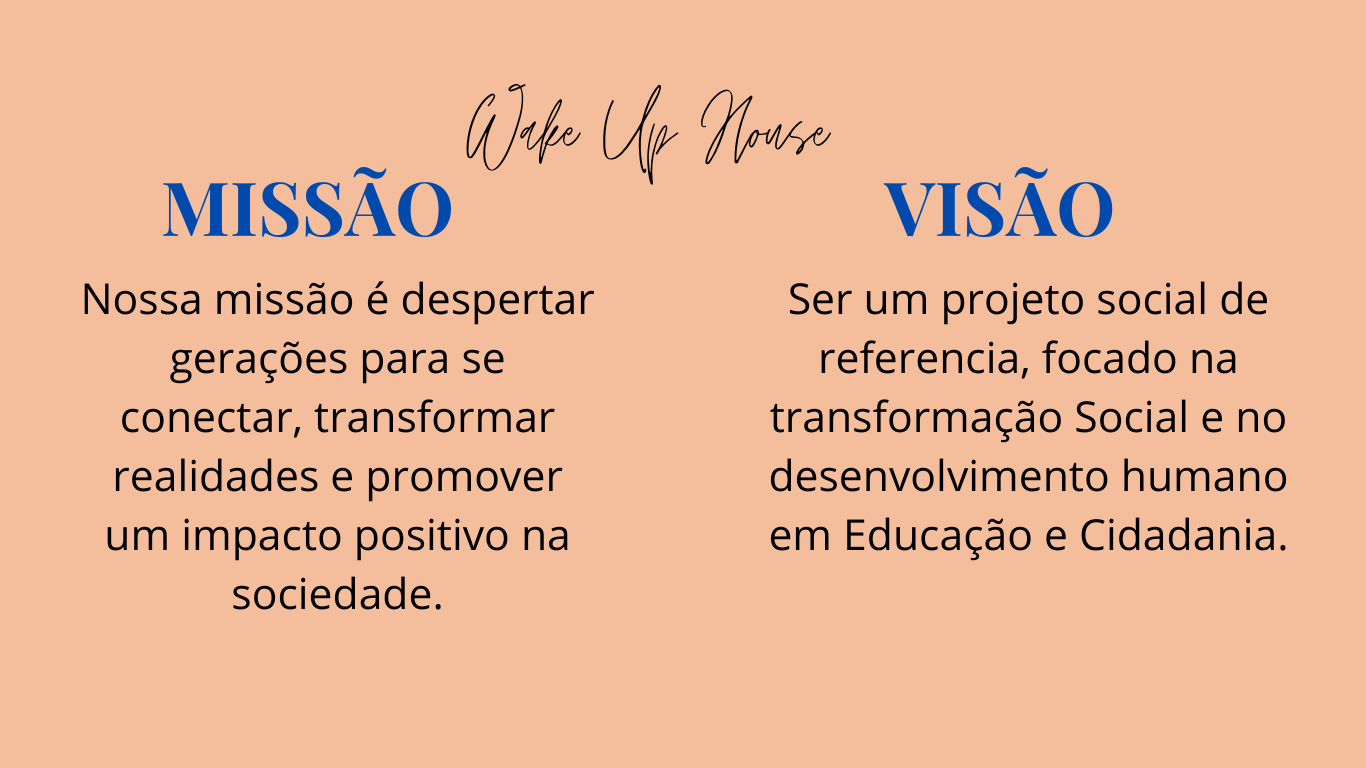 Wake Up House
MISSÃO
Nossa missão é despertar
gerações para se
conectar, transformar
realidades e promover
um impacto positivo na
sociedade.
VISÃO
Ser um projeto social de
referencia, focado na
transformação Social e no
desenvolvimento humano
em Educação e Cidadania.